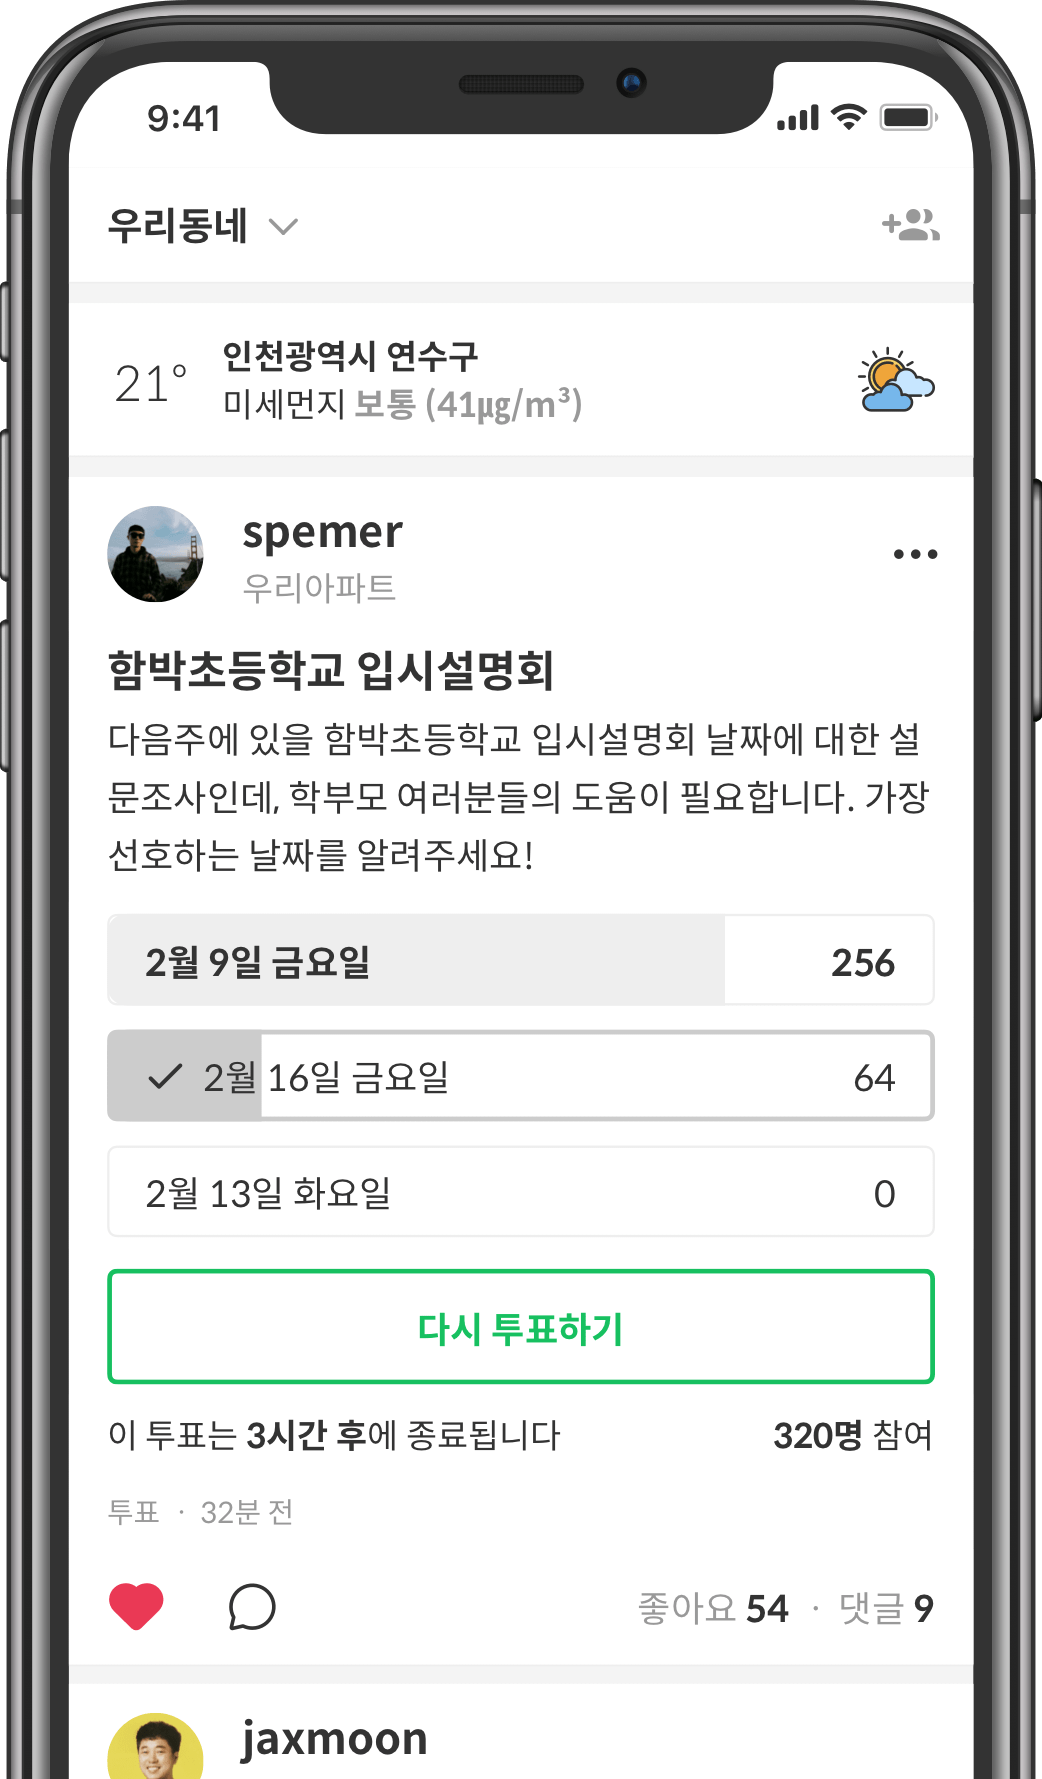 9:41
우리동네
21°
인천광역시 연수구
미세먼지 보통 (41µg/m³)
spemer
우리아파트
함박초등학교 입시설명회
다음주에 있을 함박초등학교 입시설명회 날짜에 대한 설
문조사인데, 학부모 여러분들의 도움이 필요합니다. 가장
선호하는 날짜를 알려주세요!
2월 9일 금요일 256
2월 16일 금요일 64
2월 13일 화요일 0
다시 투표하기
이 투표는 3시간 후에 종료됩니다 320명 참여
투표 · 32분 전
좋아요 54 · 댓글 9
jaxmoon